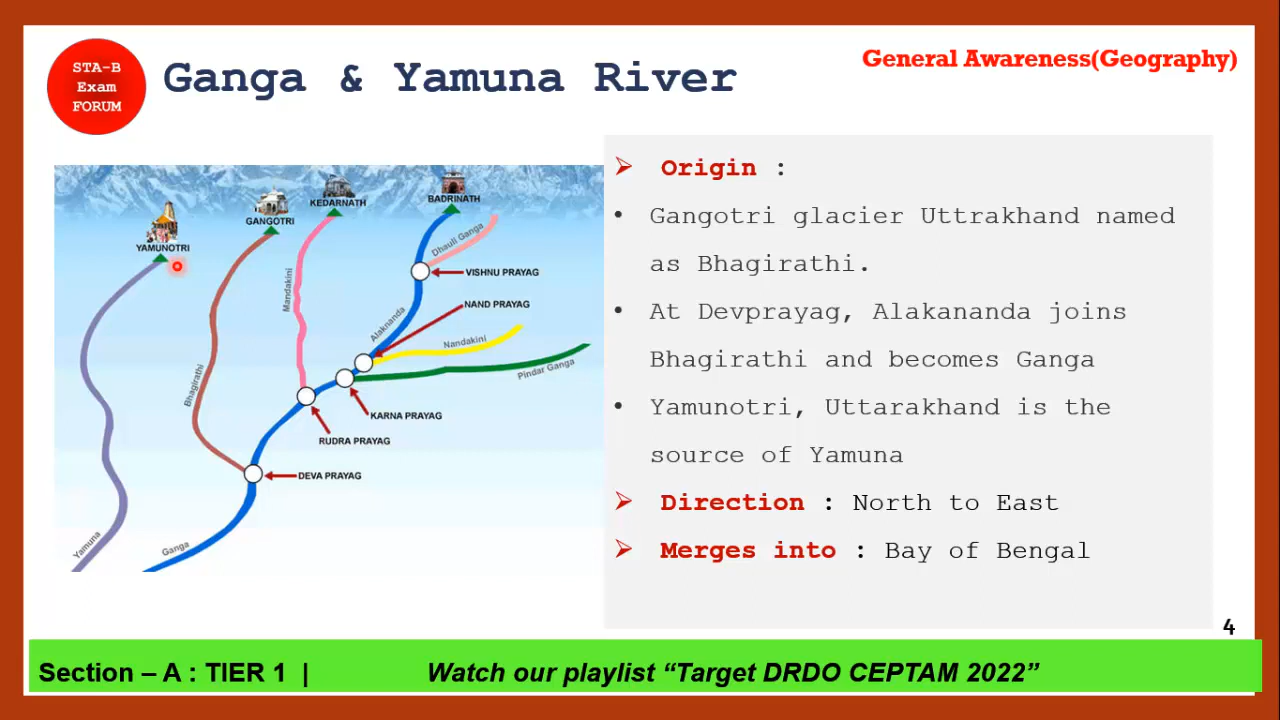 STA-B
Exam
FORUM
Ganga & Yamuna River
General Awareness(Geography)
YAMUNOTRI
GANGOTRI
KEDARNATH
BADRINATH
Dhauli Ganga
VISHNU PRAYAG
Mandakini
NAND PRAYAG
Alaknanda
Nandakini
Pindar Ganga
Bhagirathi
KARNA PRAYAG
RUDRA PRAYAG
DEVA PRAYAG
Yamuna
Ganga
➢ Origin :
• Gangotri glacier Uttrakhand named
as Bhagirathi.
• At Devprayag, Alakananda joins
Bhagirathi and becomes Ganga
• Yamunotri, Uttarakhand is the
source of Yamuna
➢ Direction : North to East
➢ Merges into : Bay of Bengal
4
Section – A : TIER 1 | Watch our playlist “Target DRDO CEPTAM 2022”